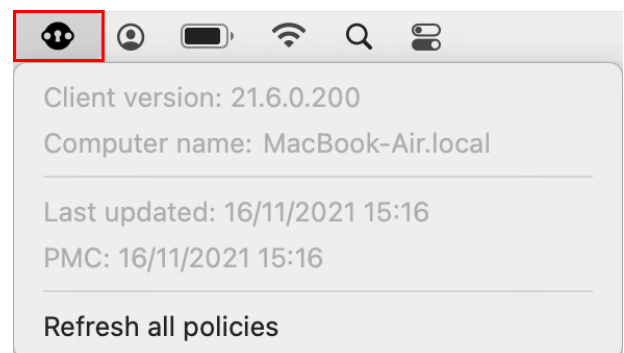 Client version: 21.6.0.200
Computer name: MacBook-Air.local
Last updated: 16/11/2021 15:16
PMC: 16/11/2021 15:16
Refresh all policies